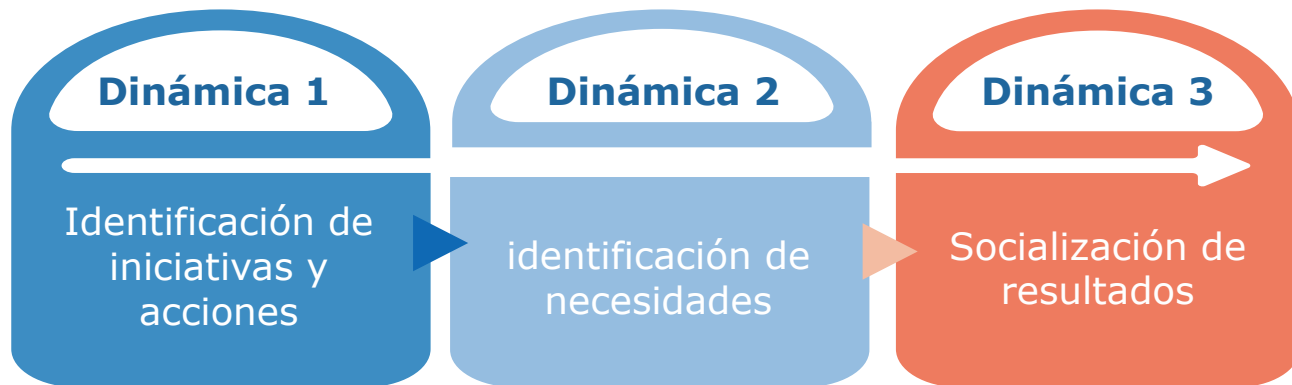 Dinámica 1
Identificación de
iniciativas y
acciones
Dinámica 2
identificación de
necesidades
Dinámica 3
Socialización de
resultados